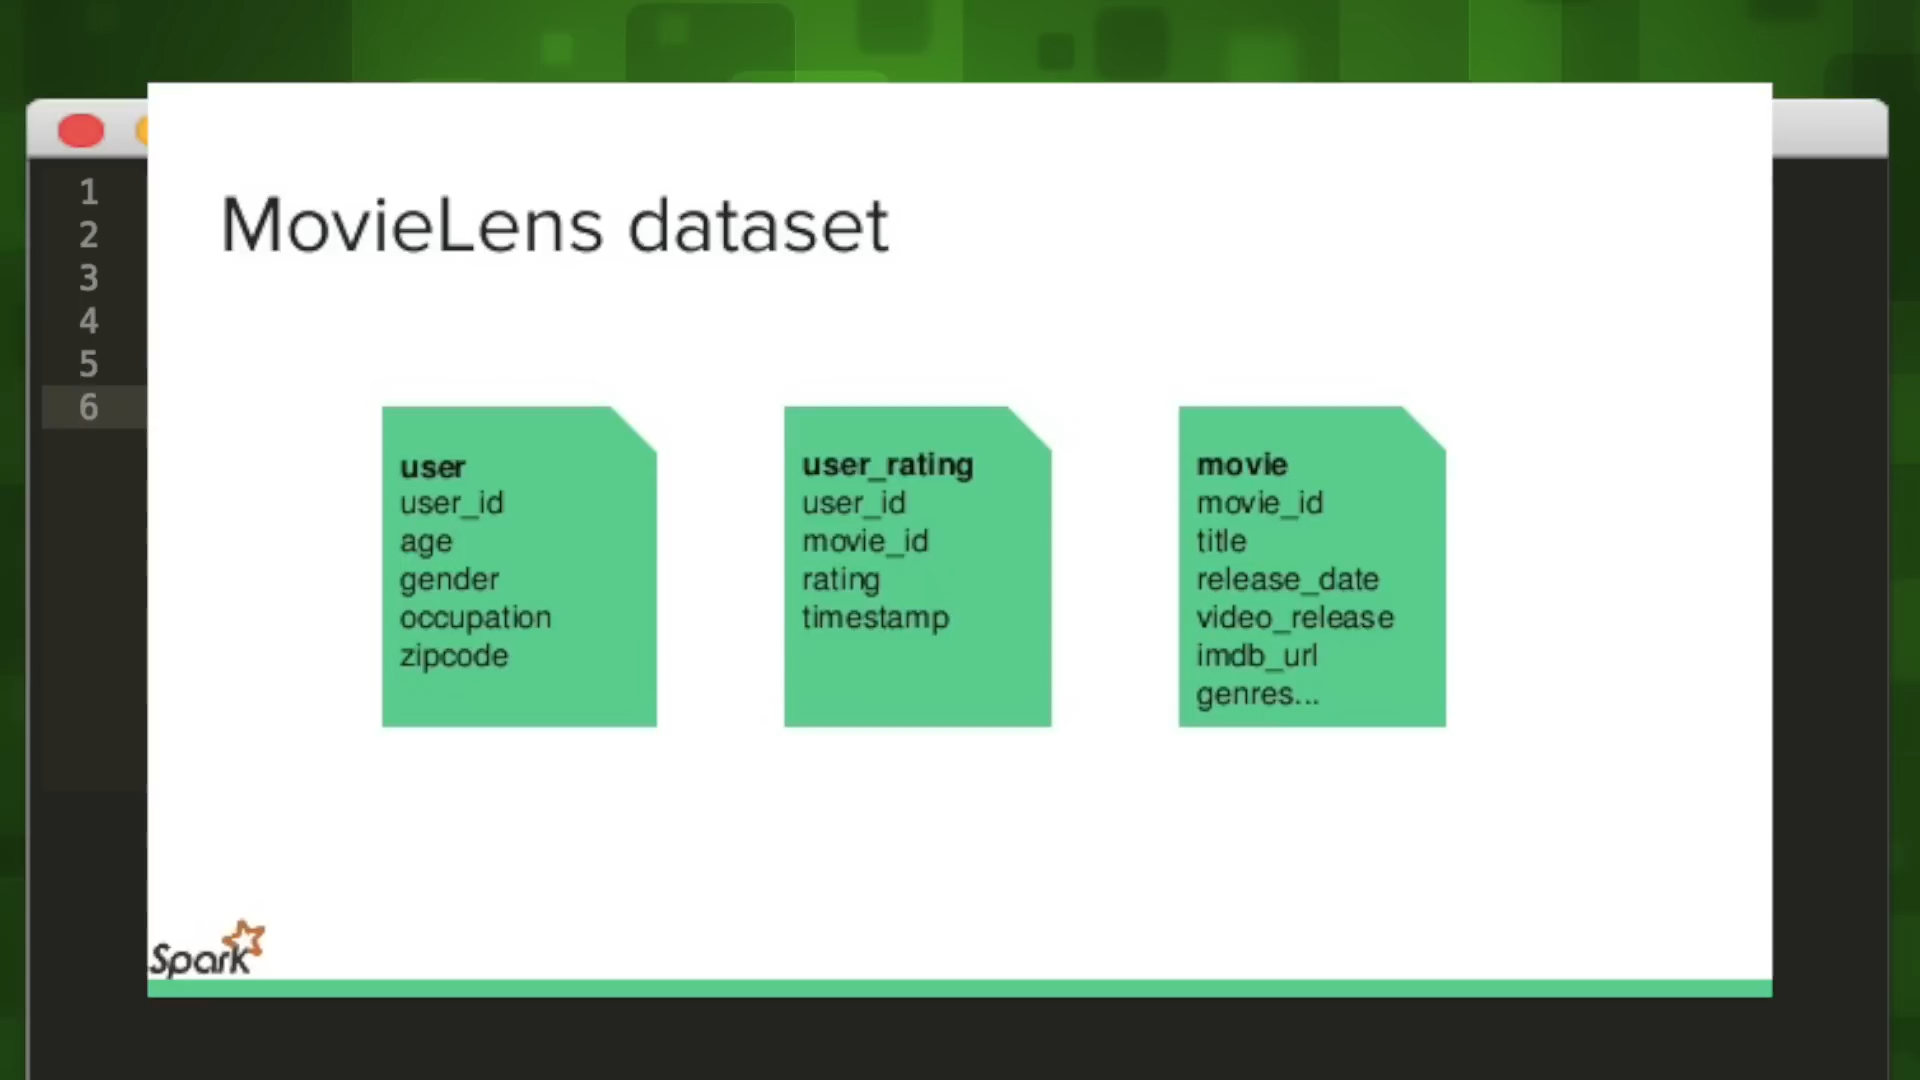 1
2
3
4
5
6
MovieLens dataset
user
user_id
age
gender
occupation
zipcode
user_rating
user_id
movie_id
rating
timestamp
movie
movie_id
title
release_date
video_release
imdb_url
genres...
Spark